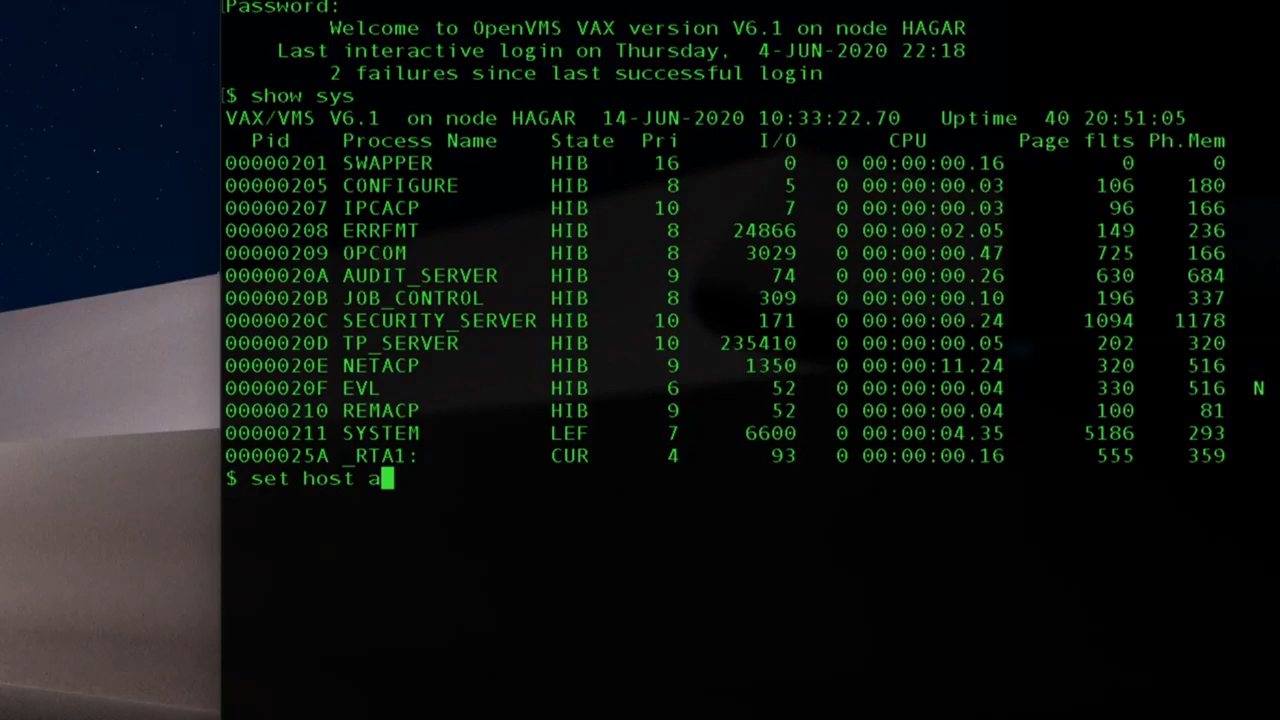 Password:
Welcome to OpenVMS VAX version V6.1 on node HAGAR
Last interactive login on Thursday,  4-JUN-2020 22:18
2 failures since last successful login
[$ show sys
VAX/VMS V6.1  on node HAGAR  14-JUN-2020 10:33:22.70   Uptime  40 20:51:05
Pid    Process Name    State  Pri      I/O       CPU       Page flts Ph.Mem
00000201 SWAPPER         HIB     16        0   0 00:00:00.16         0      0
00000205 CONFIGURE       HIB      8        5   0 00:00:00.03       106    180
00000207 IPCACP          HIB     10        7   0 00:00:00.03        96    166
00000208 ERRFMT          HIB      8    24866   0 00:00:02.05       149    236
00000209 OPCOM           HIB      8     3029   0 00:00:00.47       725    166
0000020A AUDIT_SERVER    HIB      9       74   0 00:00:00.26       630    684
0000020B JOB_CONTROL     HIB      8      309   0 00:00:00.10       196    337
0000020C SECURITY_SERVER HIB     10      171   0 00:00:00.24      1094   1178
0000020D TP_SERVER       HIB     10   235410   0 00:00:00.05       202    320
0000020E NETACP          HIB      9     1350   0 00:00:11.24       320    516
0000020F EVL             HIB      6       52   0 00:00:00.04       330    516  N
00000210 REMACP          HIB      9       52   0 00:00:00.04       100     81
00000211 SYSTEM          LEF      7     6600   0 00:00:04.35      5186    293
0000025A _RTA1:          CUR      4       93   0 00:00:00.16       555    359
$ set host a